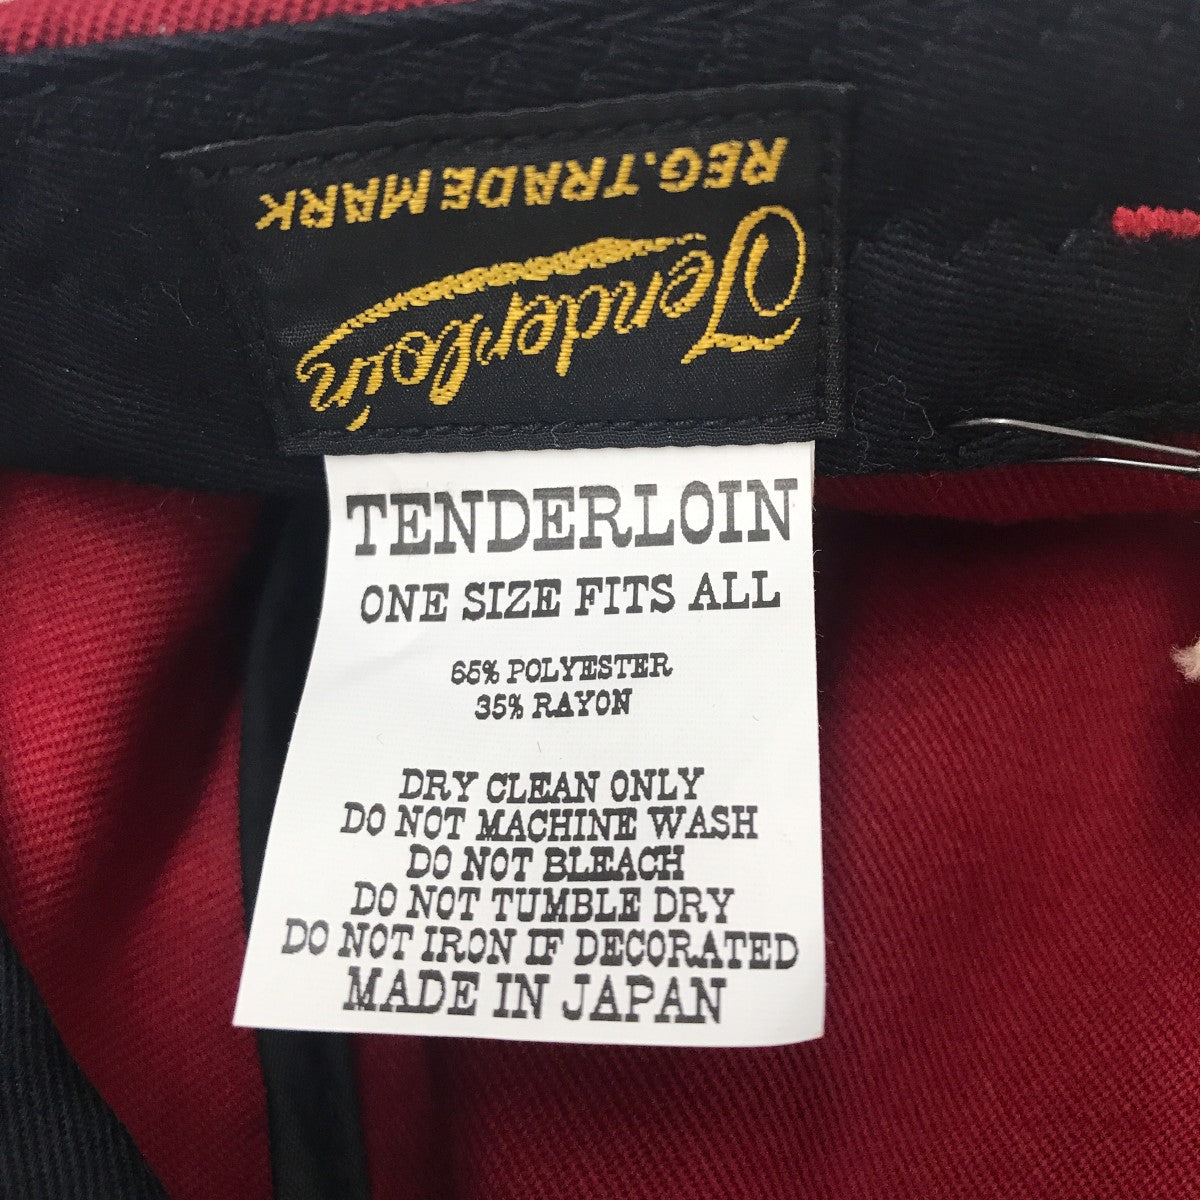 Tenderloin
REG. TRADE MARK
TENDERLOIN
ONE SIZE FITS ALL
65% POLYESTER
35% RAYON
DRY CLEAN ONLY
DO NOT MACHINE WASH
DO NOT BLEACH
DO NOT TUMBLE DRY
DO NOT IRON IF DECORATED
MADE IN JAPAN